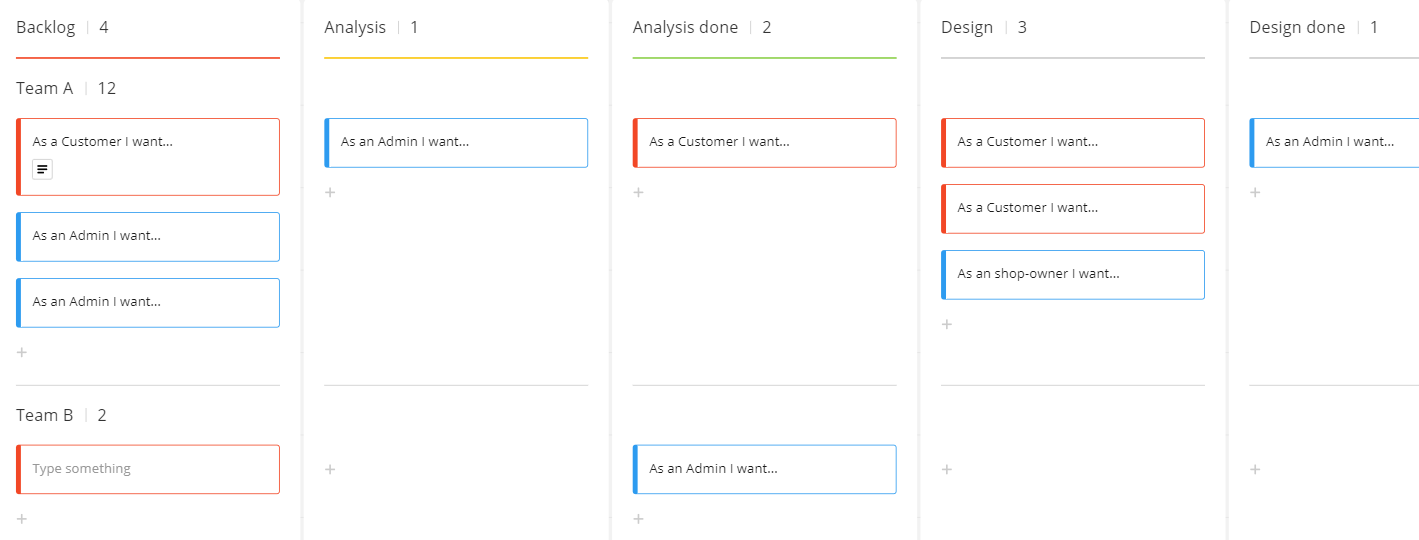 Backlog | 4
Analysis | 1
Analysis done | 2
Design | 3
Design done | 1
Team A | 12
As a Customer I want...
As an Admin I want...
As a Customer I want...
As a Customer I want...
As an Admin I want...
As an Admin I want...
As a Customer I want...
As an Admin I want...
As an shop-owner I want...
Team B | 2
Type something
As an Admin I want...